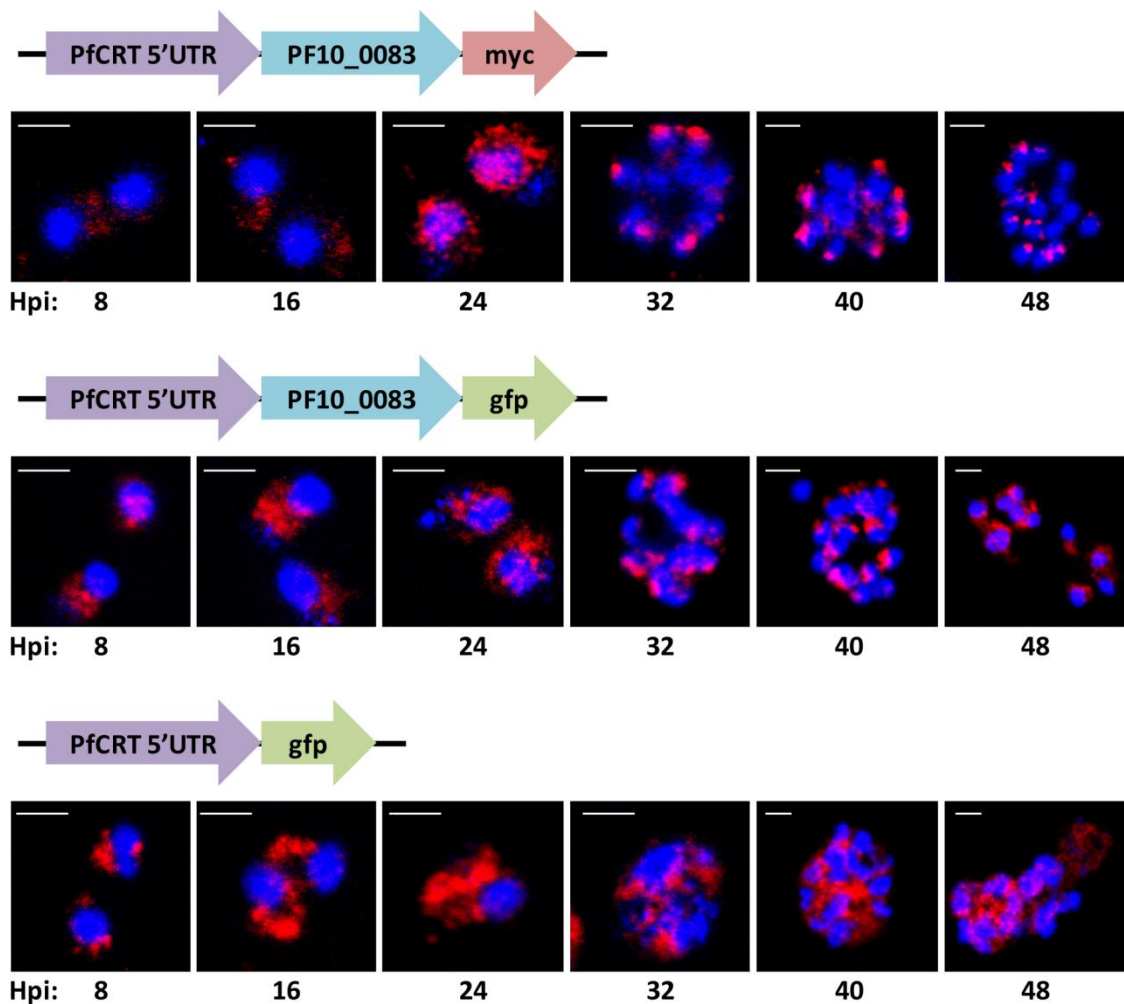 PfCRT 5’UTR PF10_0083 myc
Hpi: 8 16 24 32 40 48
PfCRT 5’UTR PF10_0083 gfp
Hpi: 8 16 24 32 40 48
PfCRT 5’UTR gfp
Hpi: 8 16 24 32 40 48